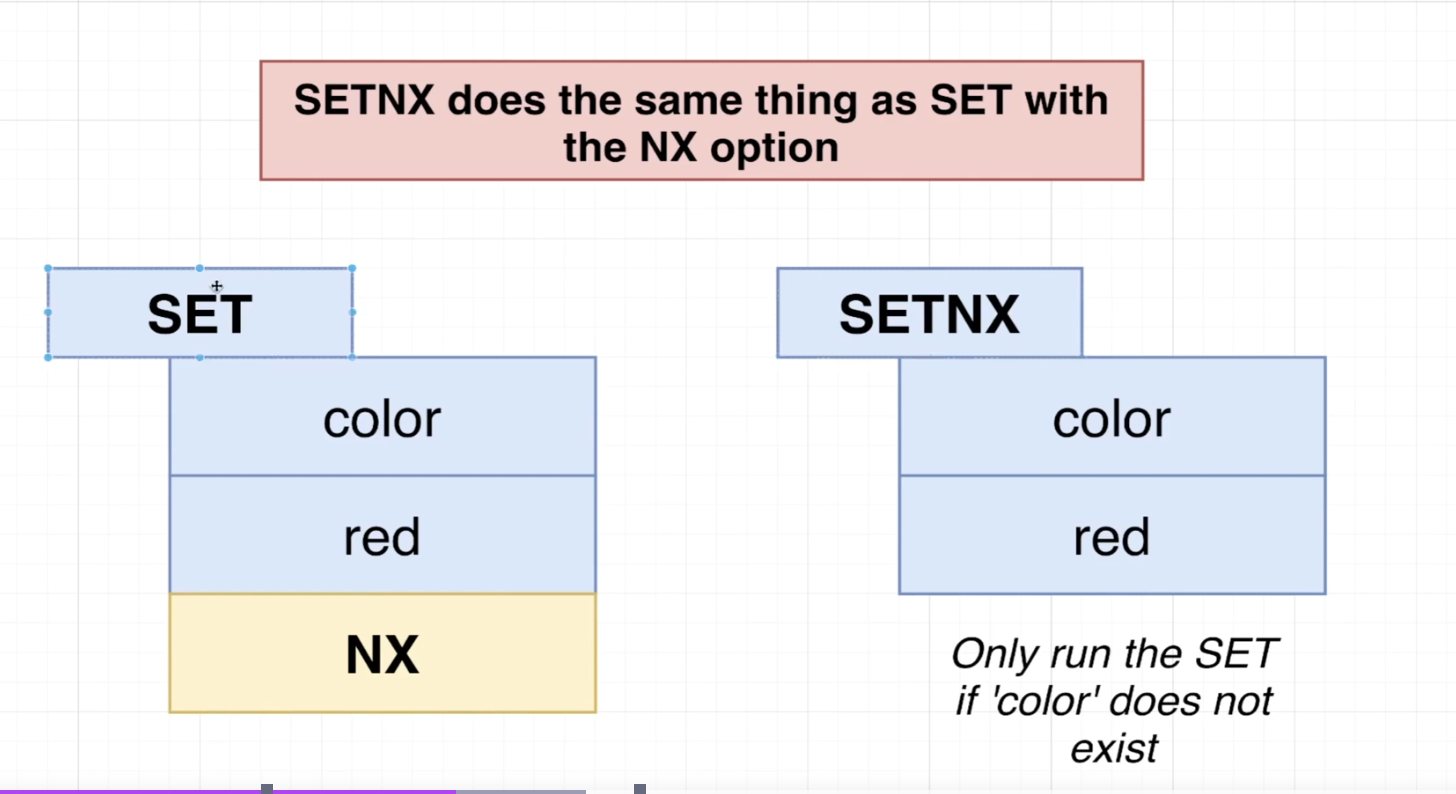 SETNX does the same thing as SET with
the NX option
SET
color
red
NX
SETNX
color
red
Only run the SET
if 'color' does not
exist